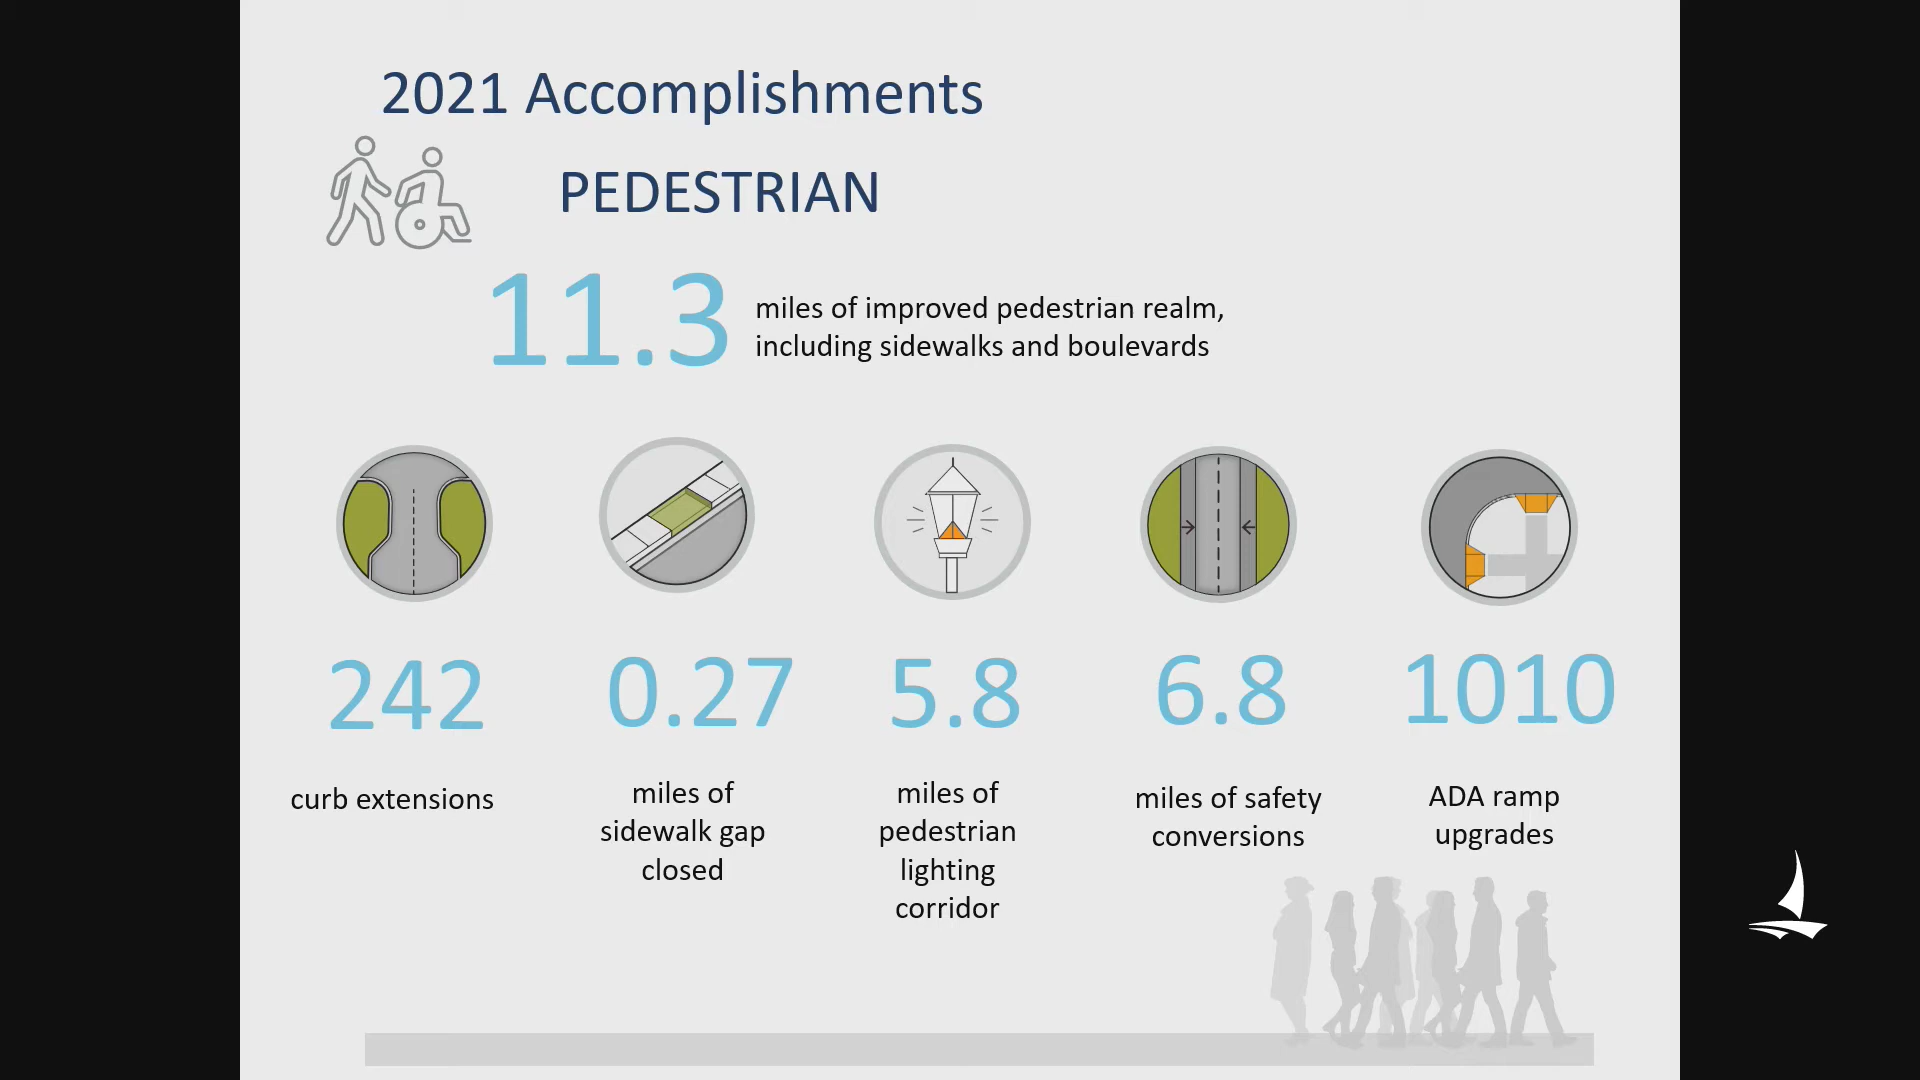 2021 Accomplishments
PEDESTRIAN
11.3
miles of improved pedestrian realm,
including sidewalks and boulevards
242
curb extensions
0.27
miles of
sidewalk gap
closed
5.8
miles of
pedestrian
lighting
corridor
6.8
miles of safety
conversions
1010
ADA ramp
upgrades